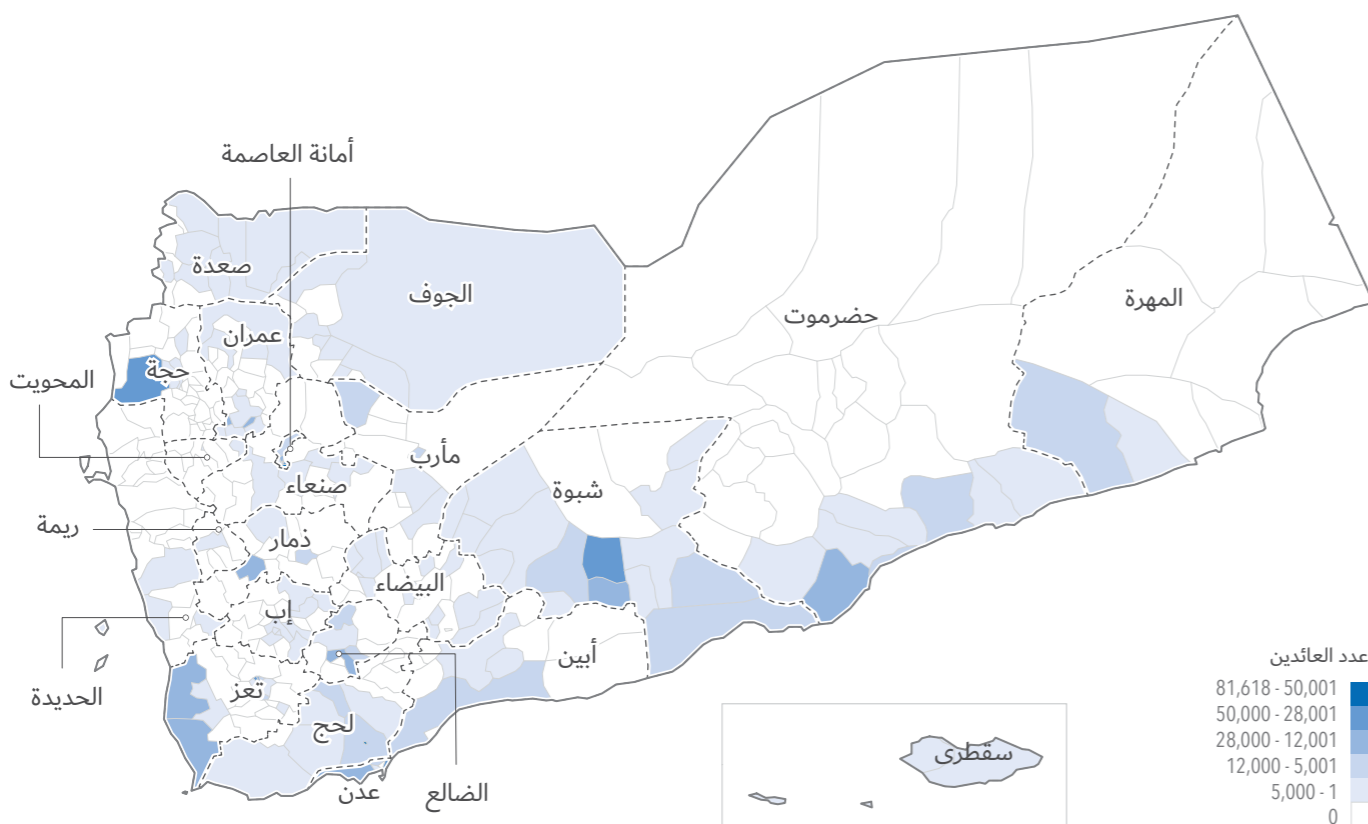 أمانة العاصمة
صعدة
الجوف
المهرة
حضرموت
عمران
حجة
المحويت
مأرب
صنعاء
شبوة
ريمة
ذمار
البيضاء
إب
أبين
الحديدة
تعز
لحج
الضالع
عدن
سقطرى
عدد العائدين
81,618 - 50,001
50,000 - 28,001
28,000 - 12,001
12,000 - 5,001
5,000 - 1
0